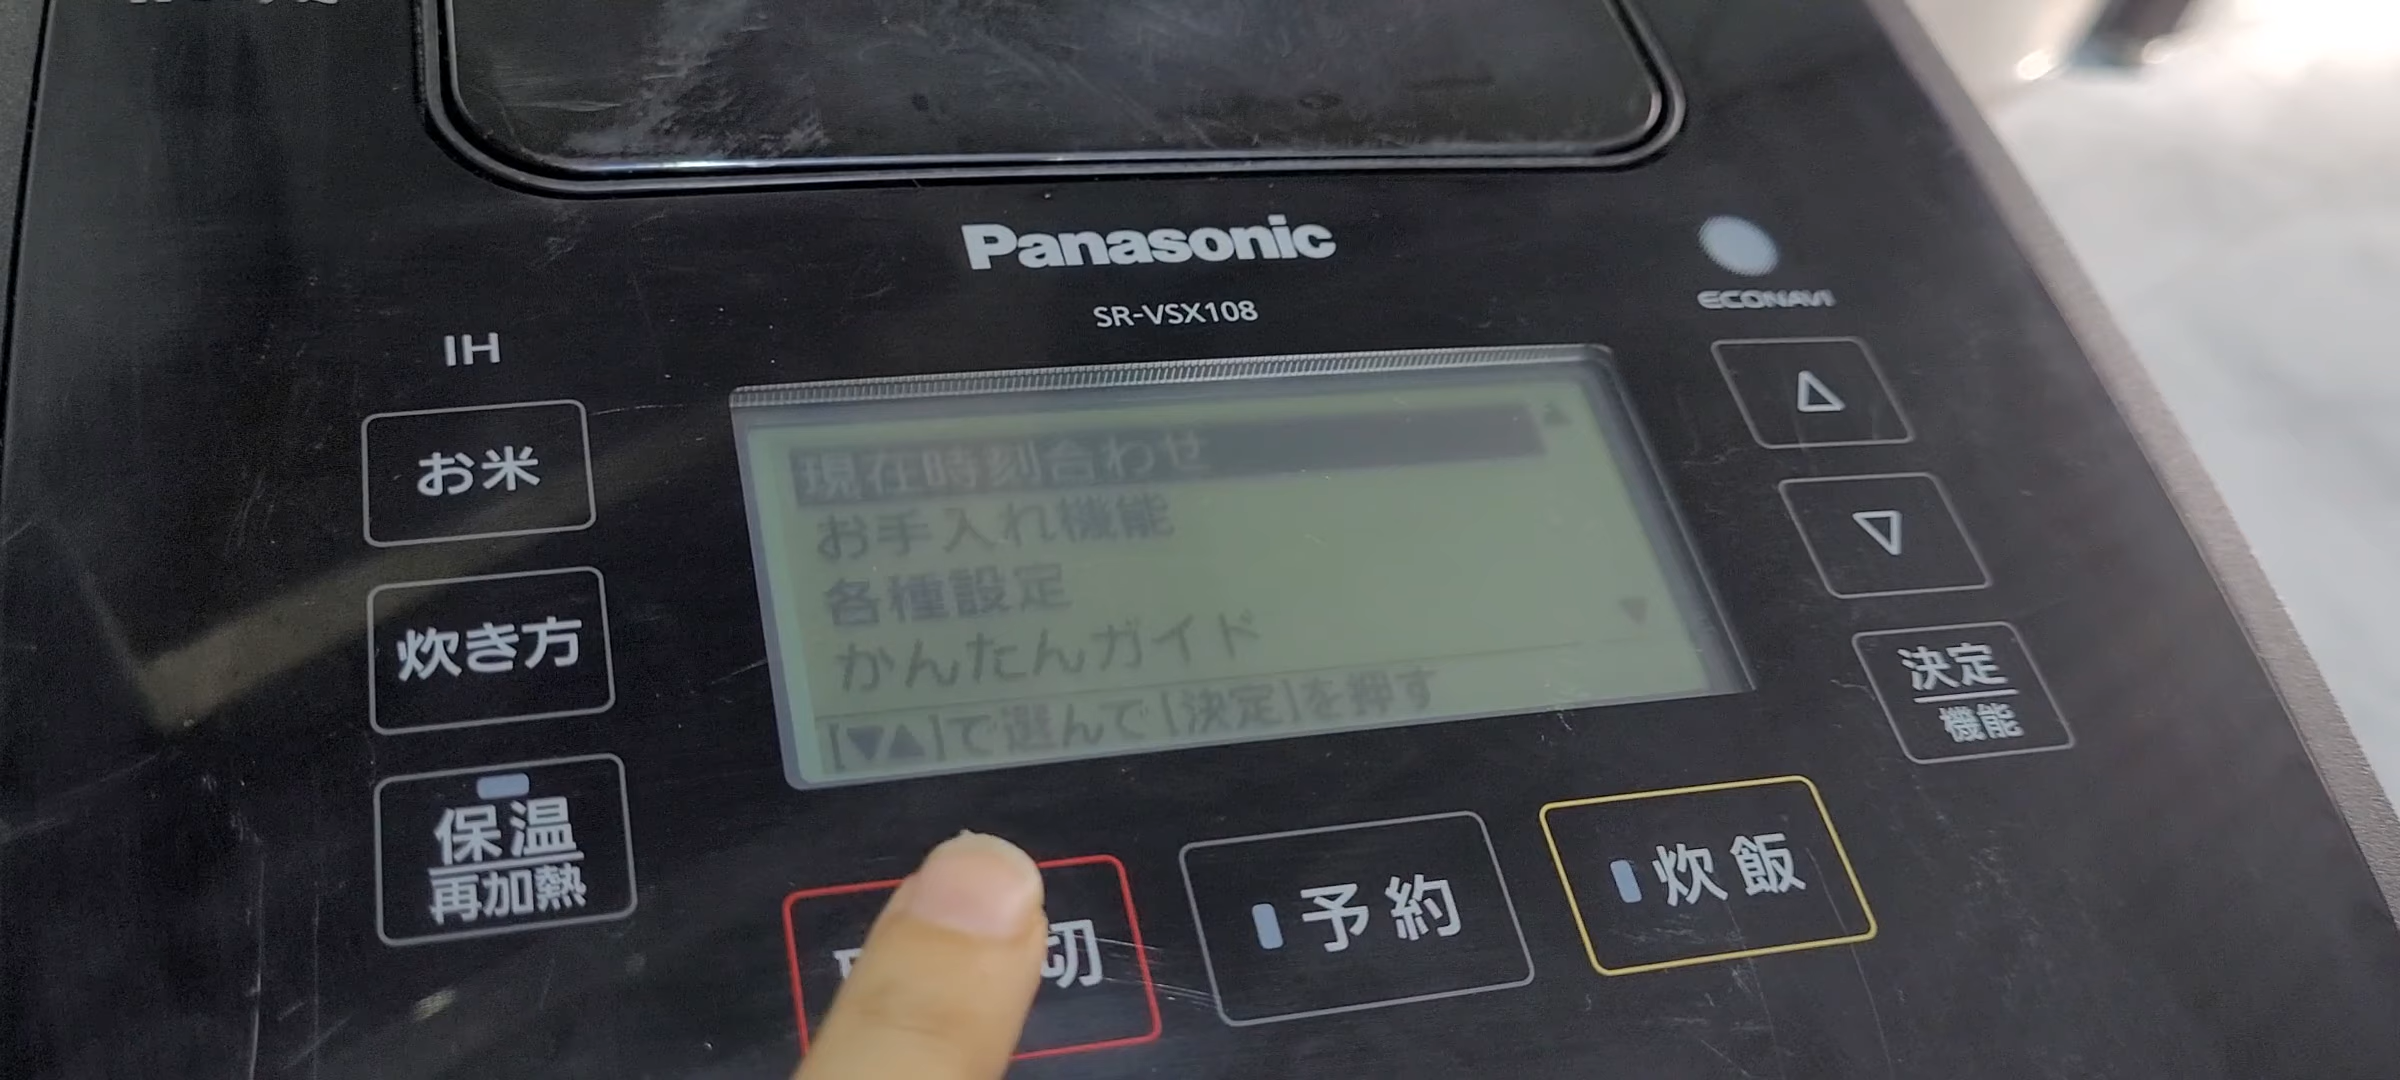 Panasonic
SR-VSX108
ECONAVI
IH
お米
炊き方
保温
再加熱
現在時刻合わせ
お手入れ機能
各種設定
かんたんガイド
[▼▲]で選んで[決定]を押す
△
▽
決定
機能
切
予約
炊飯